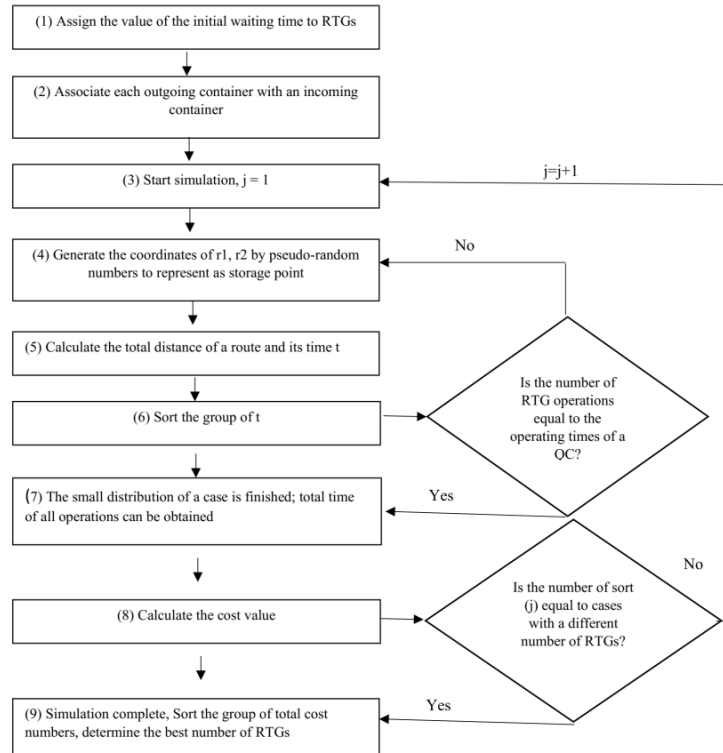 (1) Assign the value of the initial waiting time to RTGs
(2) Associate each outgoing container with an incoming
container
j=j+1
(3) Start simulation, j = 1
No
(4) Generate the coordinates of r1, r2 by pseudo-random
numbers to represent as storage point
(5) Calculate the total distance of a route and its time t
(6) Sort the group of t
Is the number of
RTG operations
equal to the
operating times of a
QC?
Yes
(7) The small distribution of a case is finished; total time
of all operations can be obtained
No
(8) Calculate the cost value
Is the number of sort
(j) equal to cases
with a different
number of RTGs?
Yes
(9) Simulation complete, Sort the group of total cost
numbers, determine the best number of RTGs